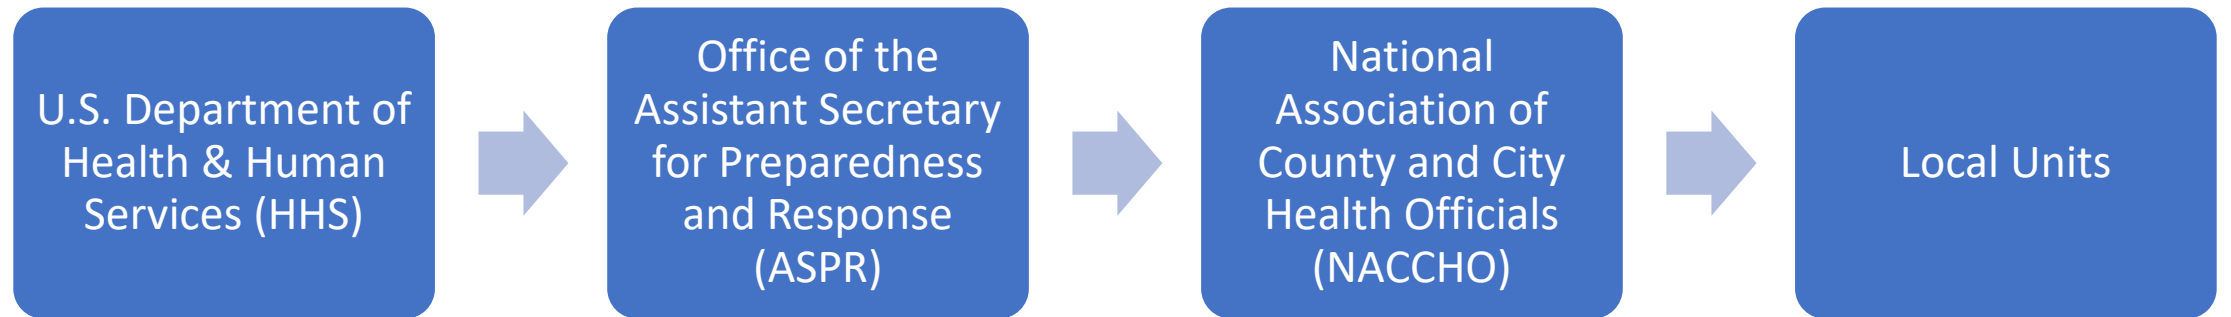 U.S. Department of
Health & Human
Services (HHS)
Office of the
Assistant Secretary
for Preparedness
and Response
(ASPR)
National
Association of
County and City
Health Officials
(NACCHO)
Local Units